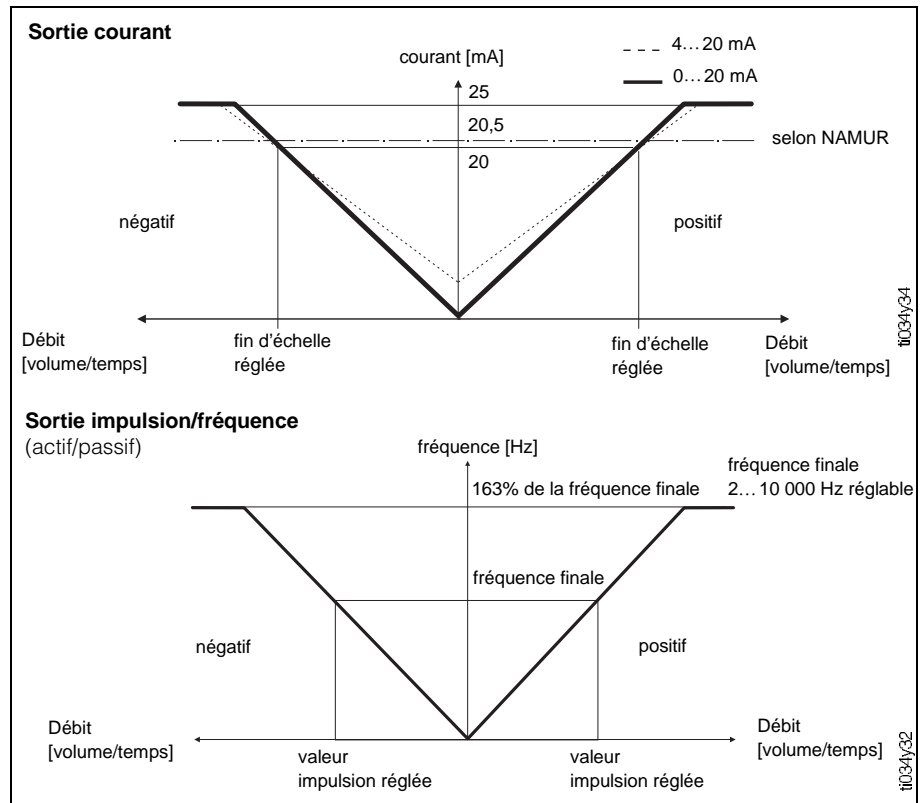 Sortie courant
courant [mA]
4…20 mA
0…20 mA
25
20,5
20
selon NAMUR
négatif
positif
Débit
[volume/temps]
fin d'échelle
réglée
fin d'échelle
réglée
Débit
[volume/temps]
ti034y34
Sortie impulsion/fréquence
(actif/passif)
fréquence [Hz]
163% de la fréquence finale
fréquence finale
2…10 000 Hz réglable
fréquence finale
négatif
positif
Débit
[volume/temps]
valeur
impulsion réglée
valeur
impulsion réglée
Débit
[volume/temps]
ti034y32